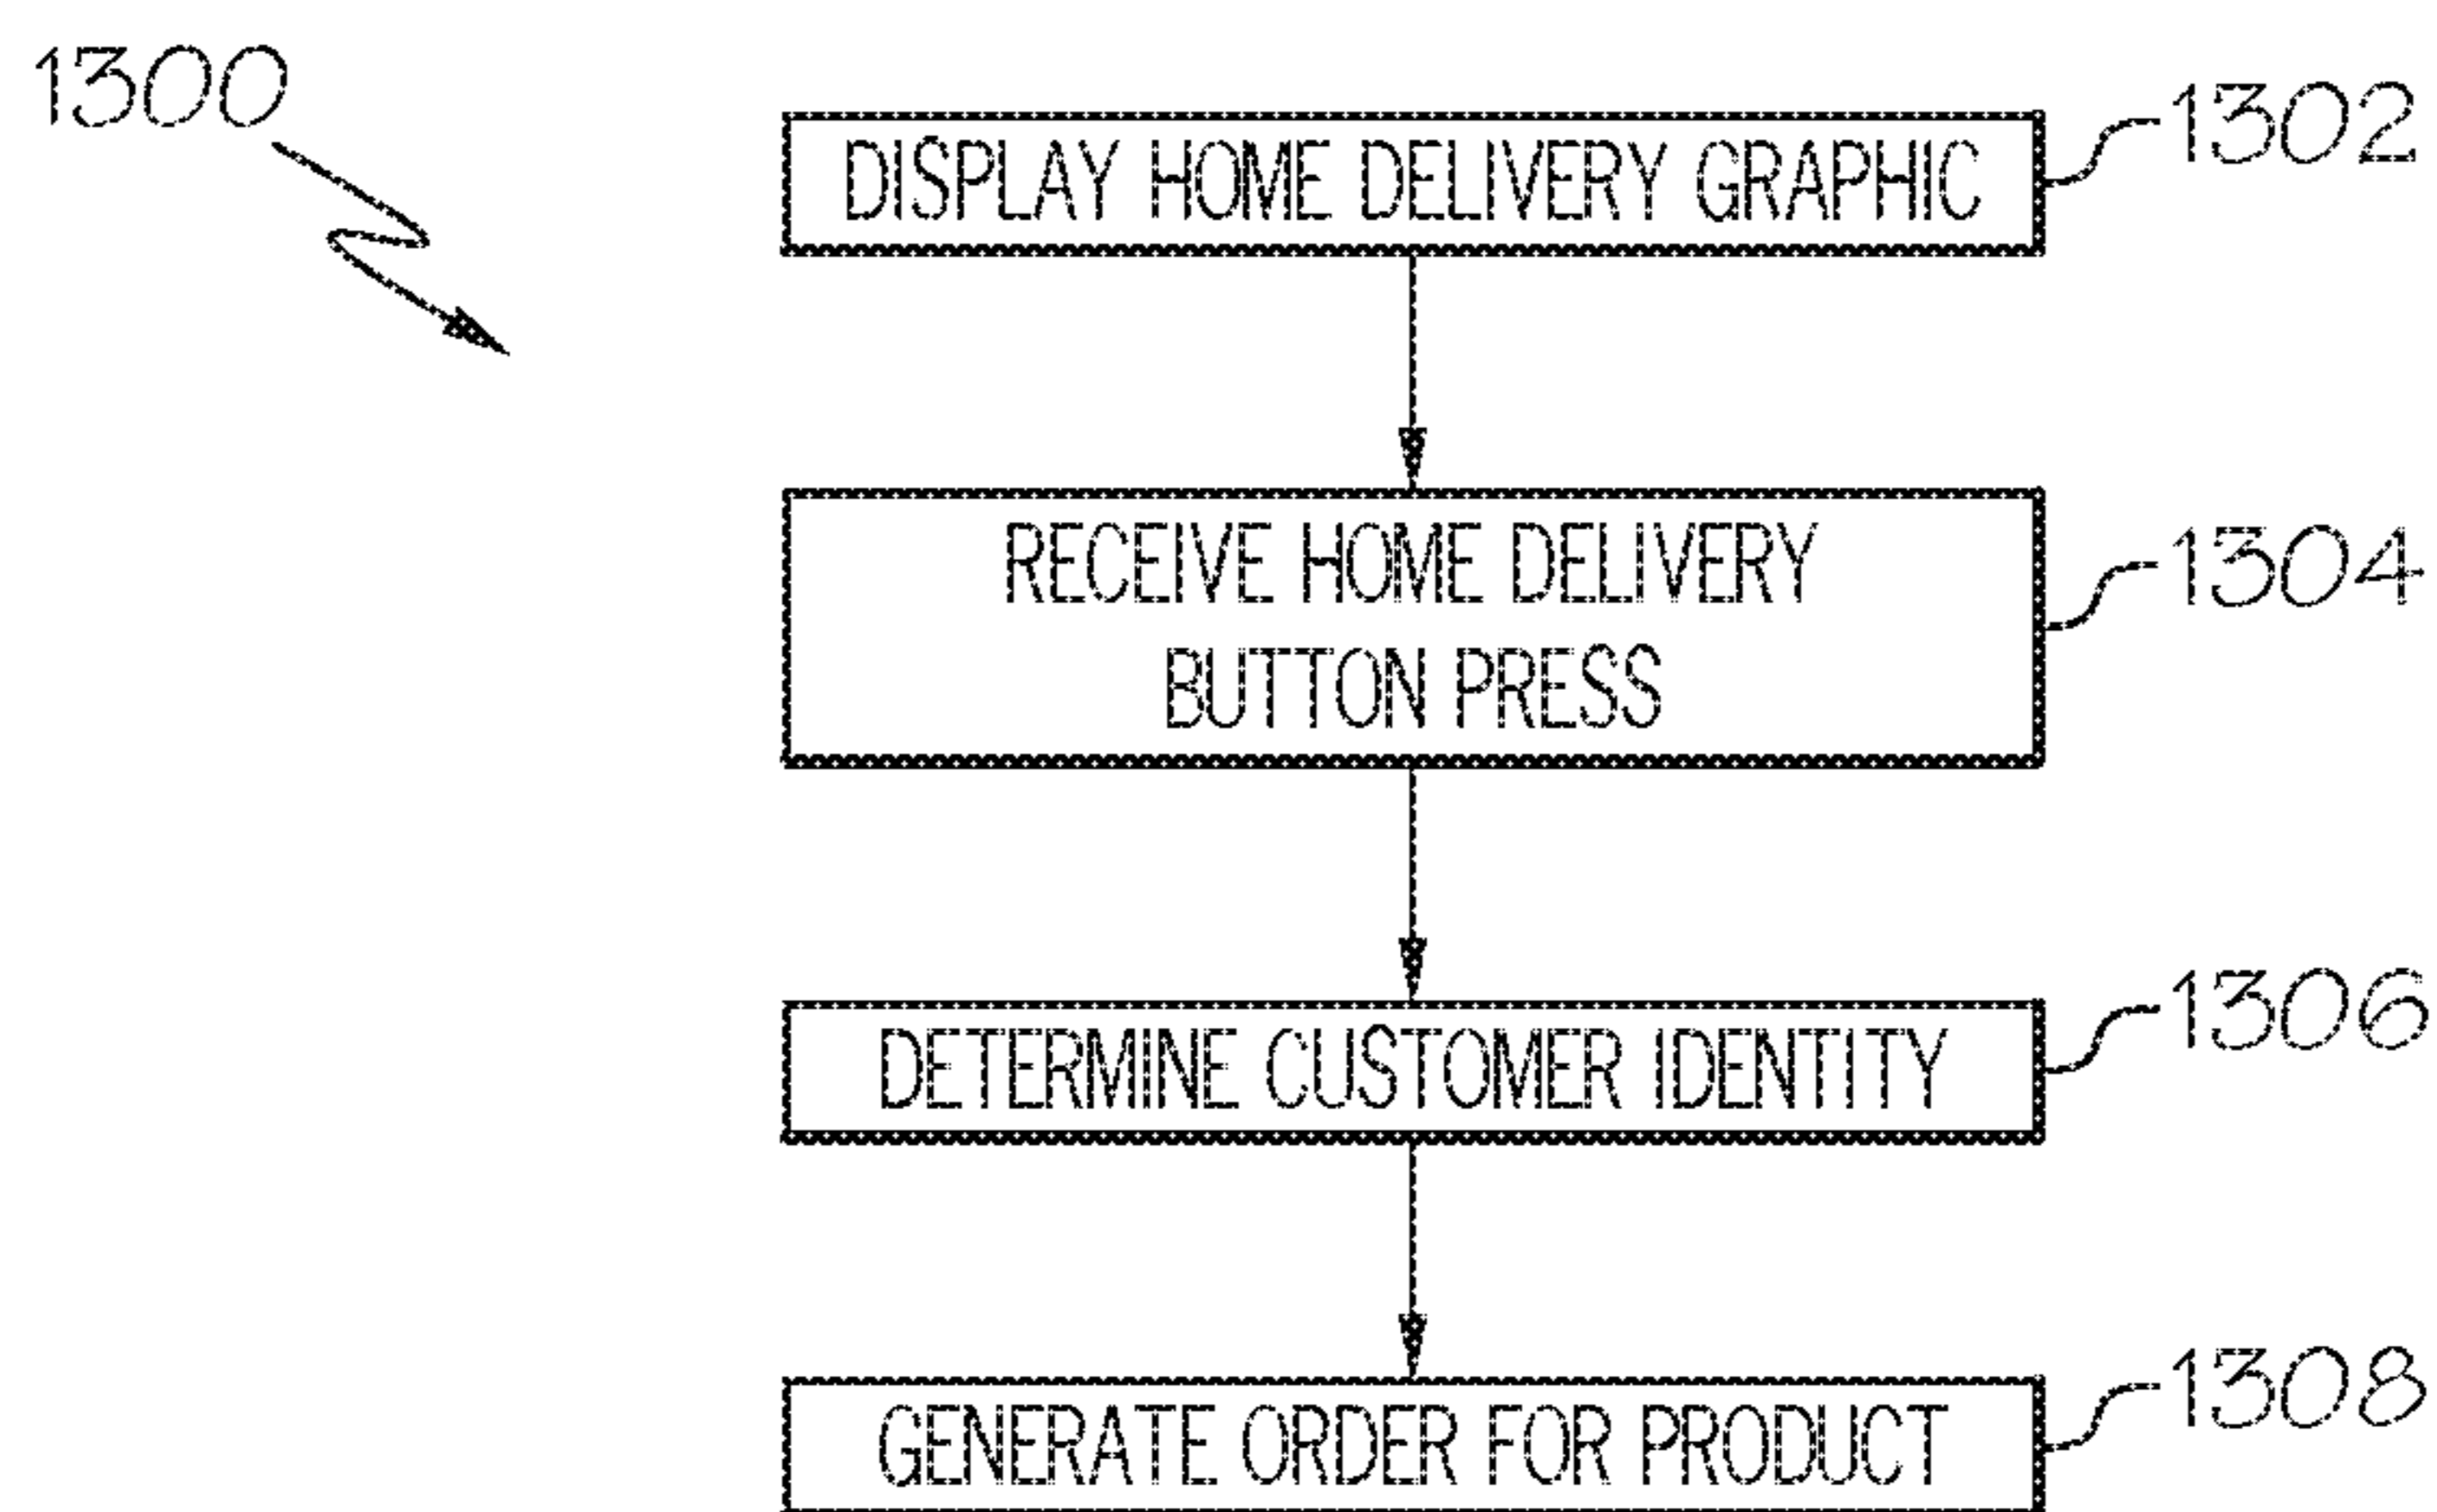 1300
DISPLAY HOME DELIVERY GRAPHIC
1302
RECEIVE HOME DELIVERY
BUTTON PRESS
1304
DETERMINE CUSTOMER IDENTITY
1306
GENERATE ORDER FOR PRODUCT
1308